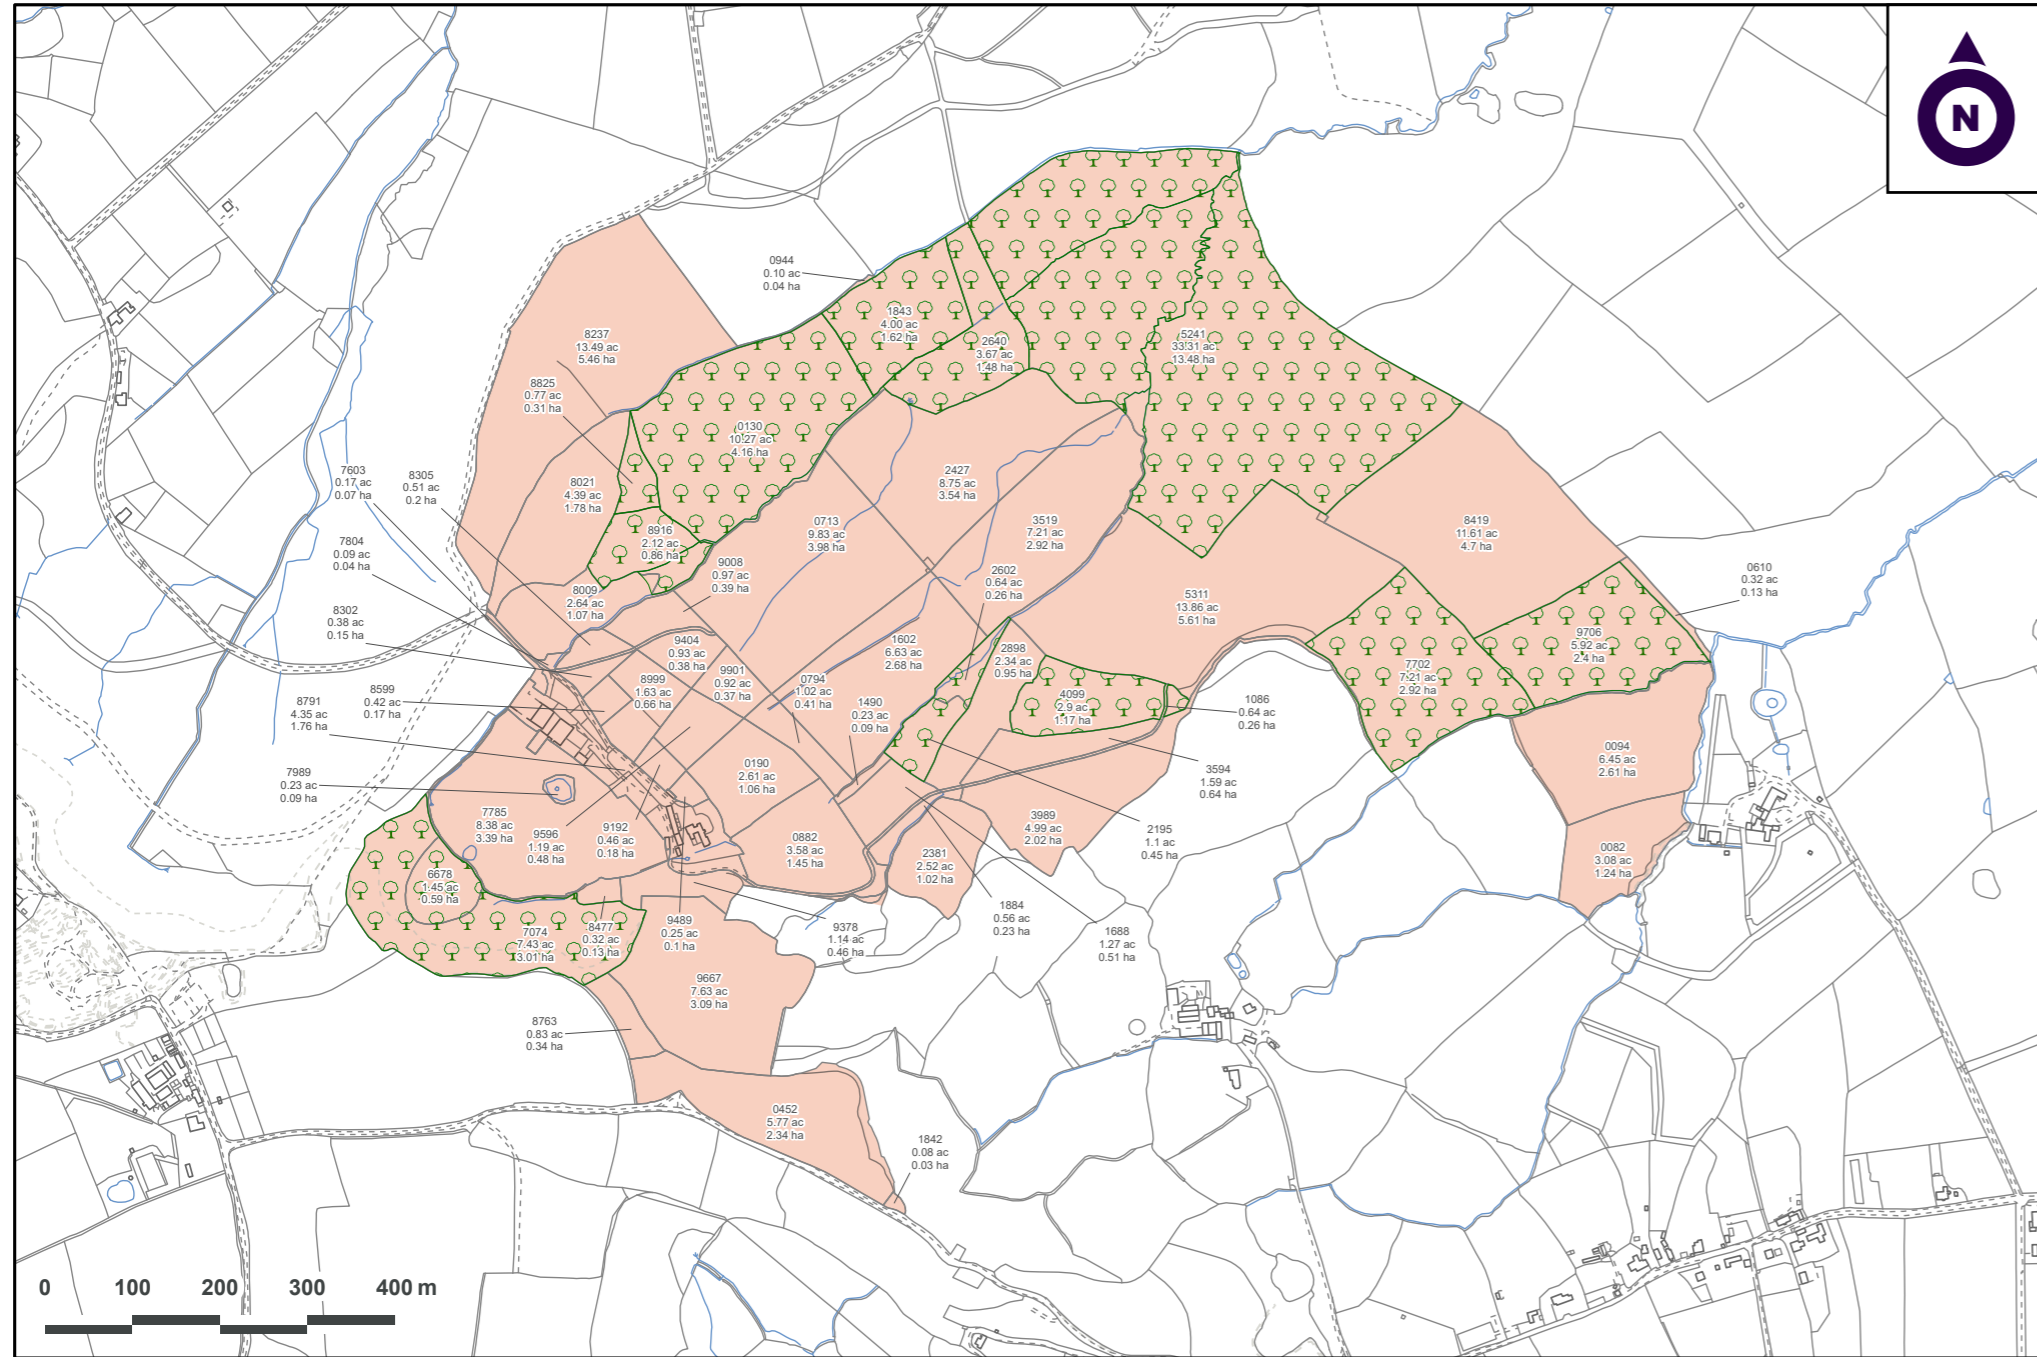 N
0944
0.10 ac
0.04 ha
1843
4.00 ac
1.62 ha
8237
13.49 ac
5.46 ha
2640
3.67 ac
1.48 ha
5241
33.31 ac
13.48 ha
8825
0.77 ac
0.31 ha
0130
10.27 ac
4.16 ha
7603
0.17 ac
0.07 ha
8305
0.51 ac
0.2 ha
8021
4.39 ac
1.78 ha
2427
8.75 ac
3.54 ha
0713
9.83 ac
3.98 ha
3519
7.21 ac
2.92 ha
8419
11.61 ac
4.7 ha
8916
2.12 ac
0.86 ha
7804
0.09 ac
0.04 ha
9008
0.97 ac
0.39 ha
2602
0.64 ac
0.26 ha
0610
0.32 ac
0.13 ha
8009
2.64 ac
1.07 ha
5311
13.86 ac
5.61 ha
8302
0.38 ac
0.15 ha
9404
0.93 ac
0.38 ha
1602
6.63 ac
2.68 ha
2898
2.34 ac
0.95 ha
9706
5.92 ac
2.4 ha
9901
0.92 ac
0.37 ha
7702
7.21 ac
2.92 ha
8999
1.63 ac
0.66 ha
0794
1.02 ac
0.41 ha
4099
2.9 ac
1.17 ha
8599
0.42 ac
0.17 ha
8791
4.35 ac
1.76 ha
1490
0.23 ac
0.09 ha
1086
0.64 ac
0.26 ha
0190
2.61 ac
1.06 ha
3594
1.59 ac
0.64 ha
0094
6.45 ac
2.61 ha
7989
0.23 ac
0.09 ha
7785
8.38 ac
3.39 ha
9596
1.19 ac
0.48 ha
9192
0.46 ac
0.18 ha
0882
3.58 ac
1.45 ha
3989
4.99 ac
2.02 ha
2195
1.1 ac
0.45 ha
2381
2.52 ac
1.02 ha
0082
3.08 ac
1.24 ha
6678
1.45 ac
0.59 ha
1884
0.56 ac
0.23 ha
7074
7.43 ac
3.01 ha
8477
0.32 ac
0.13 ha
9489
0.25 ac
0.1 ha
9378
1.14 ac
0.46 ha
1688
1.27 ac
0.51 ha
9667
7.63 ac
3.09 ha
8763
0.83 ac
0.34 ha
0452
5.77 ac
2.34 ha
1842
0.08 ac
0.03 ha
0 100 200 300 400 m